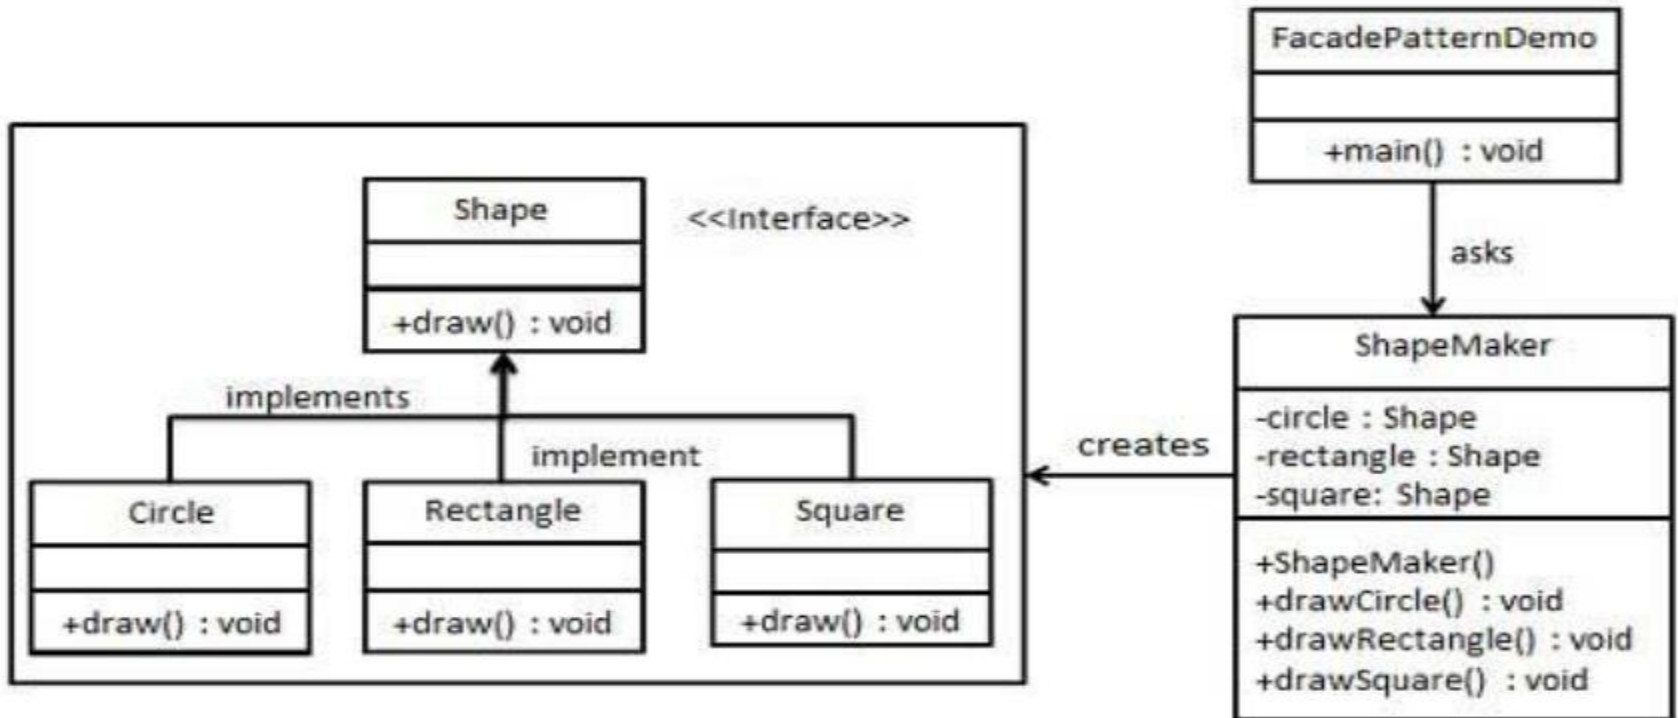 FacadePatternDemo
+main() : void
asks
Shape
<<Interface>>
+draw() : void
implements
implement
Circle
+draw() : void
Rectangle
+draw() : void
Square
+draw() : void
creates
ShapeMaker
-circle : Shape
-rectangle : Shape
-square: Shape
+ShapeMaker()
+drawCircle() : void
+drawRectangle() : void
+drawSquare() : void